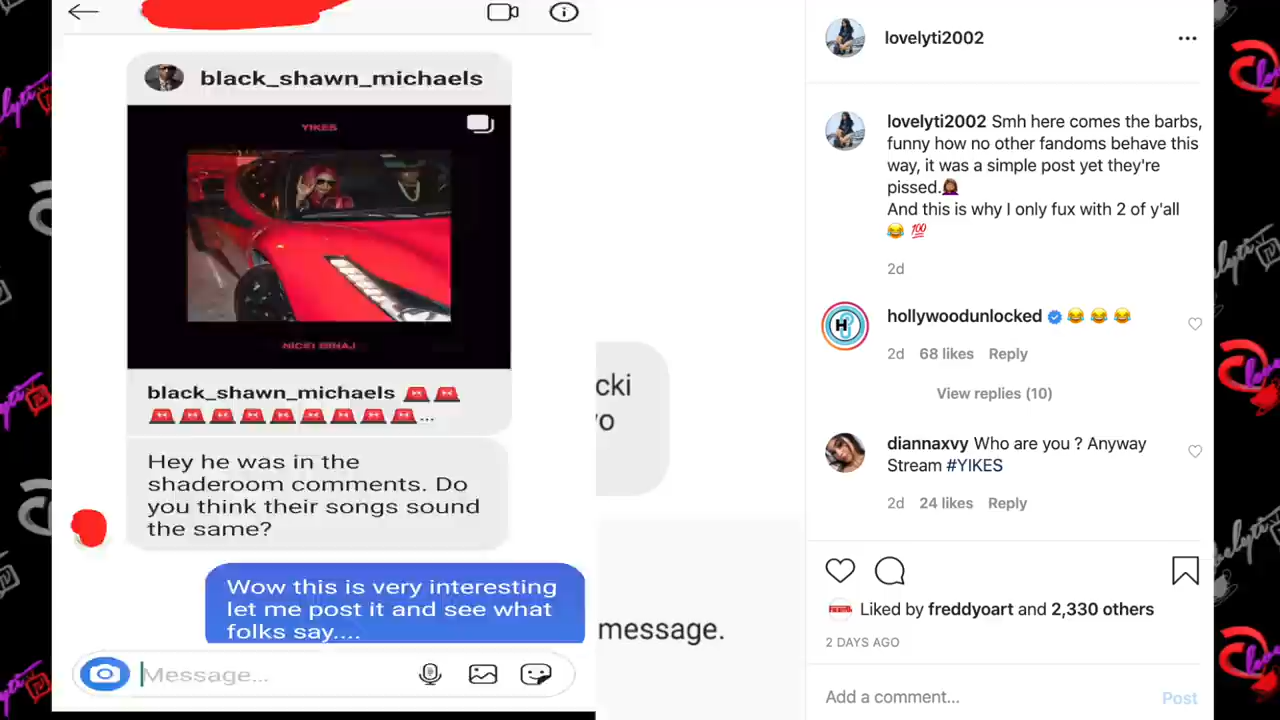 black_shawn_michaels
YIKES
black_shawn_michaels 🚨🚨
🚨🚨🚨🚨🚨🚨🚨🚨🚨...
Hey he was in the
shaderoom comments. Do
you think their songs sound
the same?
Wow this is very interesting
let me post it and see what
folks say....
Message...
cki
o
message.
lovelyti2002
lovelyti2002 Smh here comes the barbs,
funny how no other fandoms behave this
way, it was a simple post yet they're
pissed.🤦🏾‍♀️
And this is why I only fux with 2 of y'all
😂 💯
2d
hollywoodunlocked 😂 😂 😂
2d 68 likes Reply
View replies (10)
diannaxvy Who are you ? Anyway
Stream #YIKES
2d 24 likes Reply
Liked by freddyoart and 2,330 others
2 DAYS AGO
Add a comment... Post